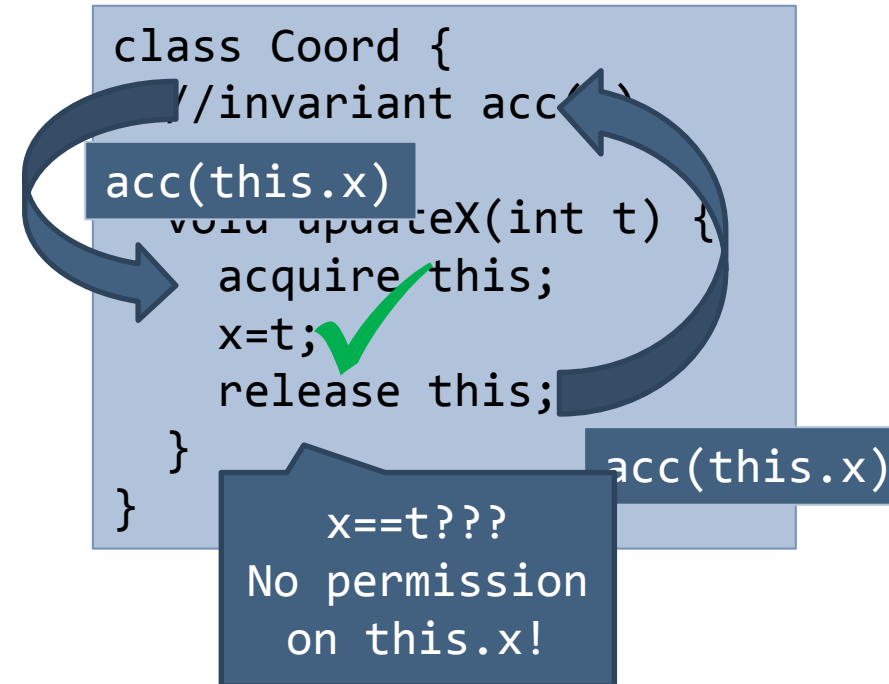 class Coord {
//invariant acc(
acc(this.x)
void updateX(int t) {
acquire this;
x=t;
release this;
}
acc(this.x)
}
x==t???
No permission
on this.x!